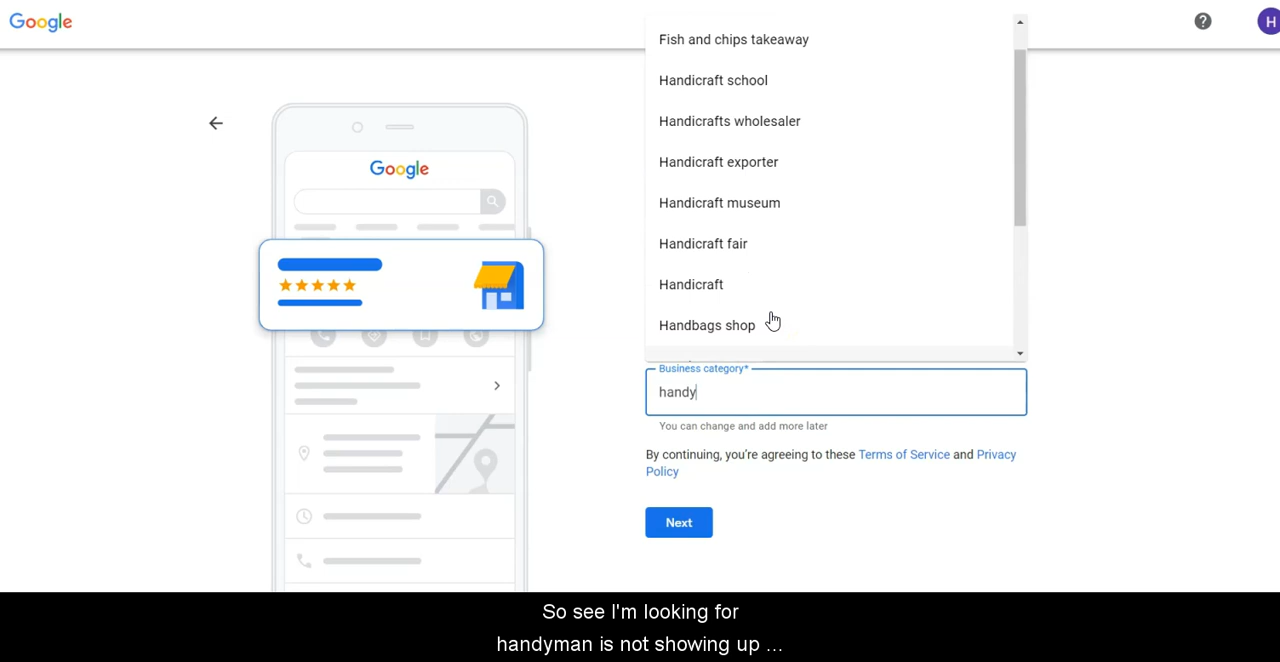 Google
H
Fish and chips takeaway
Handicraft school
Handicrafts wholesaler
Handicraft exporter
Handicraft museum
Handicraft fair
Handicraft
Handbags shop
Google
Business category*
handy
You can change and add more later
By continuing, you're agreeing to these Terms of Service and Privacy
Policy
Next
So see I'm looking for
handyman is not showing up ...